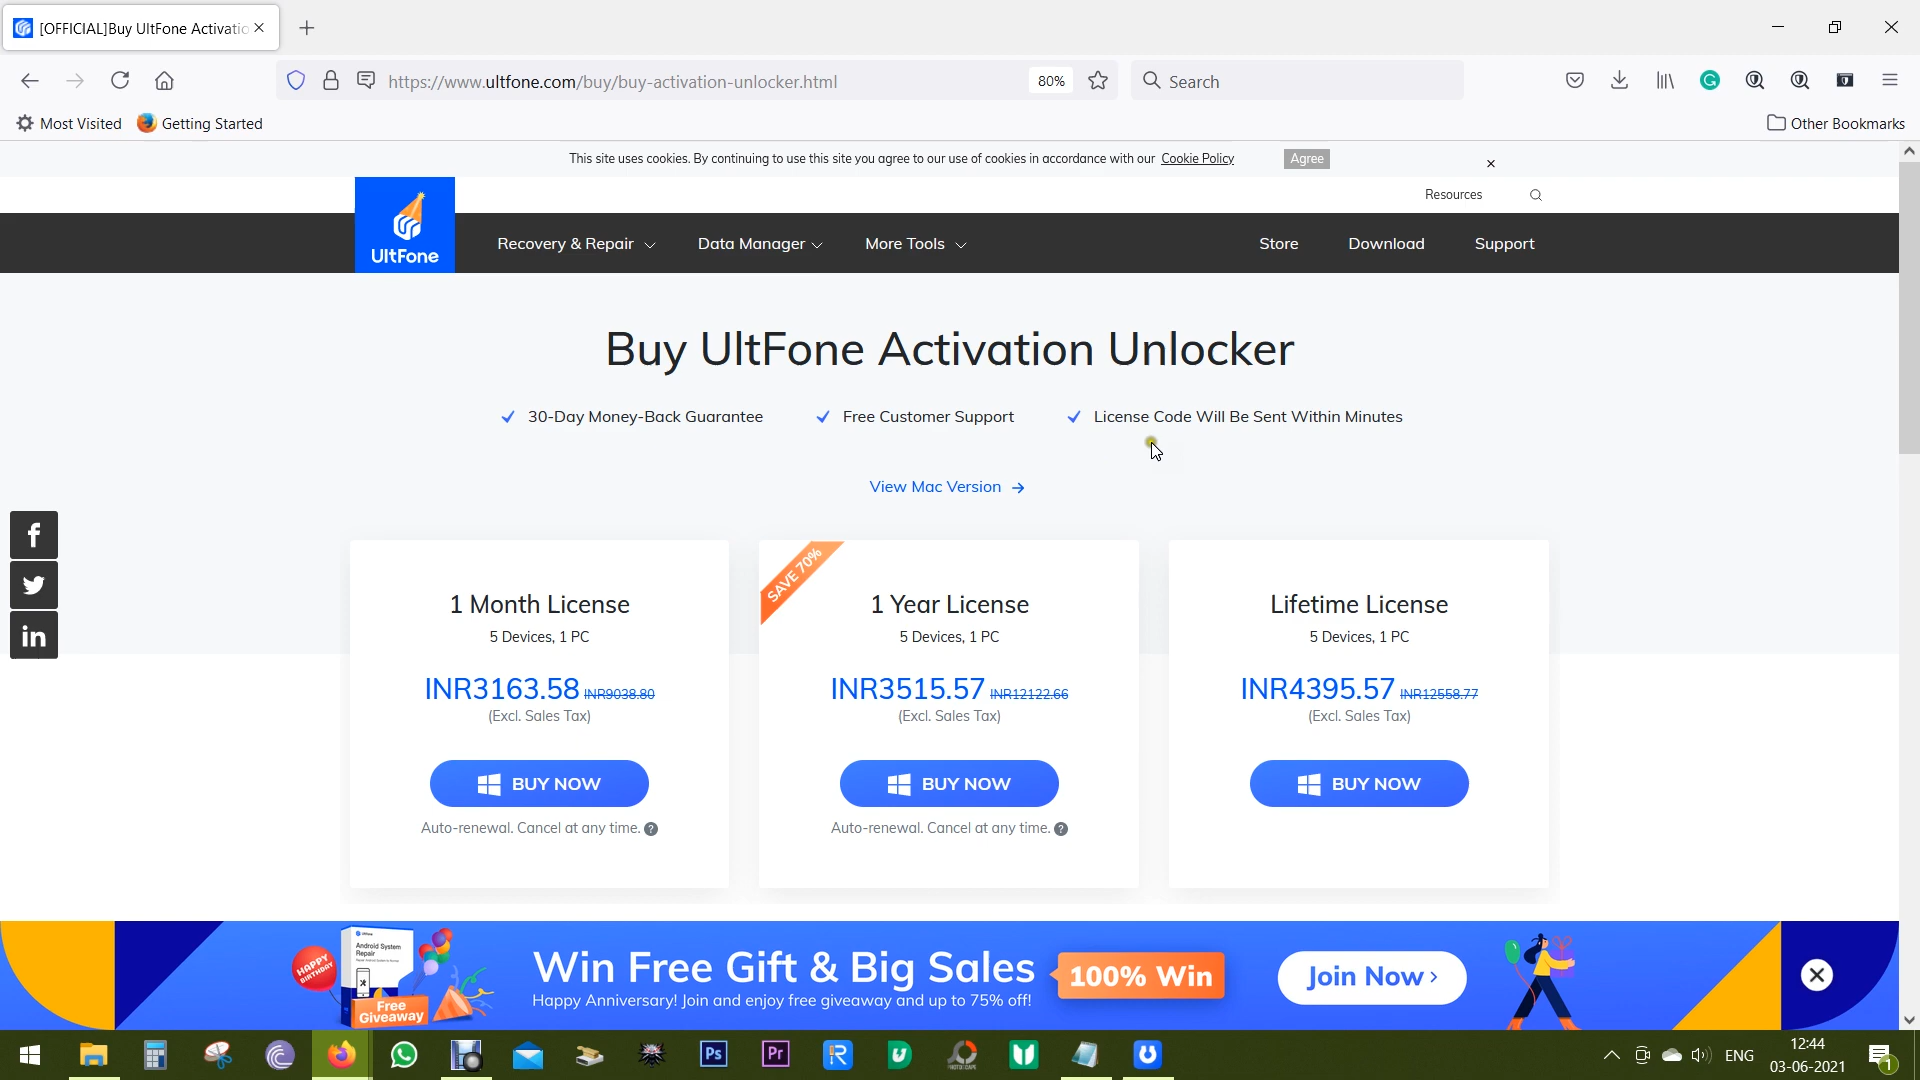 [OFFICIAL]Buy UltFone Activatio
https://www.ultfone.com/buy/buy-activation-unlocker.html
80%
Search
Most Visited
Getting Started
Other Bookmarks
This site uses cookies. By continuing to use this site you agree to our use of cookies in accordance with our Cookie Policy
Agree
Resources
UltFone
Recovery & Repair
Data Manager
More Tools
Store
Download
Support
Buy UltFone Activation Unlocker
30-Day Money-Back Guarantee
Free Customer Support
License Code Will Be Sent Within Minutes
View Mac Version
1 Month License
5 Devices, 1 PC
INR3163.58 INR9038.80
(Excl. Sales Tax)
BUY NOW
Auto-renewal. Cancel at any time.
SAVE 70%
1 Year License
5 Devices, 1 PC
INR3515.57 INR12122.66
(Excl. Sales Tax)
BUY NOW
Auto-renewal. Cancel at any time.
Lifetime License
5 Devices, 1 PC
INR4395.57 INR12558.77
(Excl. Sales Tax)
BUY NOW
HAPPY
BIRTHDAY
Android System
Repair
Free
Giveaway
Win Free Gift & Big Sales
Happy Anniversary! Join and enjoy free giveaway and up to 75% off!
100% Win
Join Now
Ps
Pr
ENG
12:44
03-06-2021
1